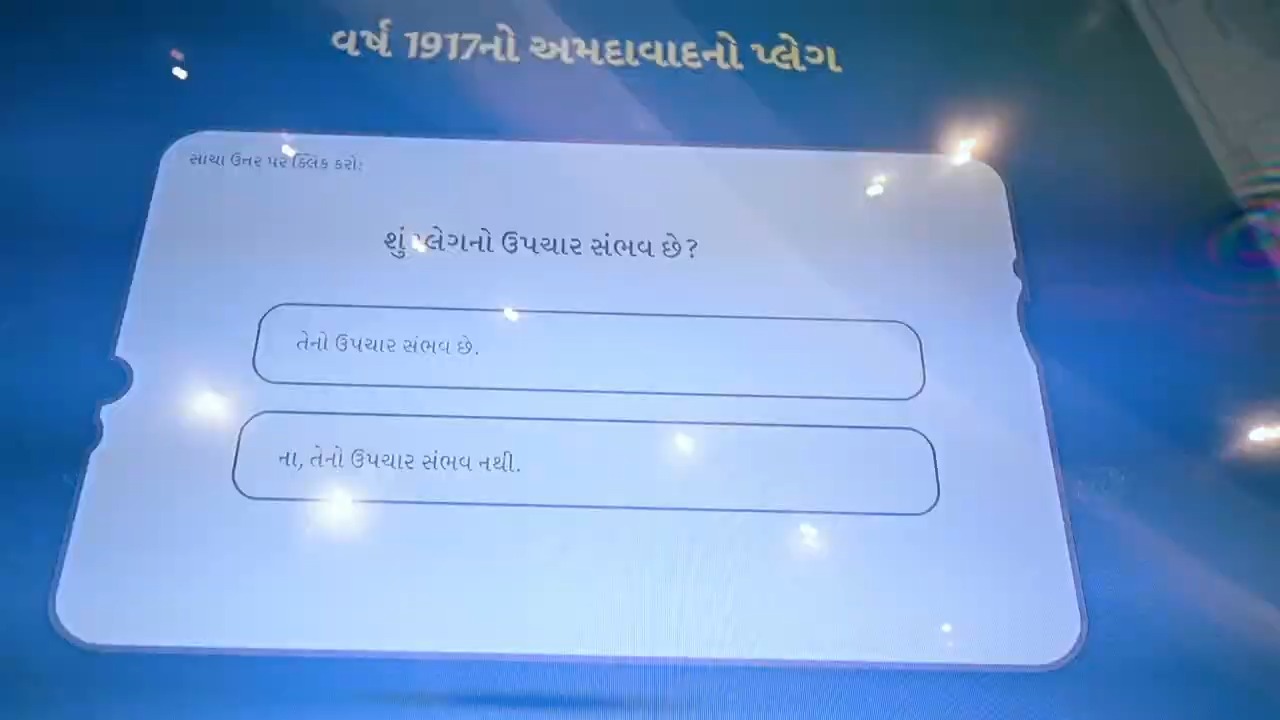 વર્ષ 1917નો અમદાવાદનો પ્લેગ
સાચા ઉત્તર પર ક્લિક કરો:
શું પ્લેગનો ઉપચાર સંભવ છે?
તેનો ઉપચાર સંભવ છે.
ના, તેનો ઉપચાર સંભવ નથી.